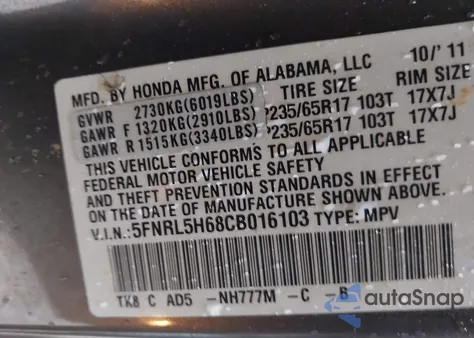 MFD. BY HONDA MFG. OF ALABAMA, LLC 10/'11
TIRE SIZE RIM SIZE
GVWR 2730KG(6019LBS)
GAWR F 1320KG(2910LBS) P235/65R17 103T 17X7J
GAWR R 1515KG(3340LBS) P235/65R17 103T 17X7J
THIS VEHICLE CONFORMS TO ALL APPLICABLE
FEDERAL MOTOR VEHICLE SAFETY
AND THEFT PREVENTION STANDARDS IN EFFECT ON THE
DATE OF MANUFACTURE SHOWN ABOVE.
V.I.N.:5FNRL5H68CB016103 TYPE: MPV
TK8 C AD5 -NH777M -C -B
autoSnap